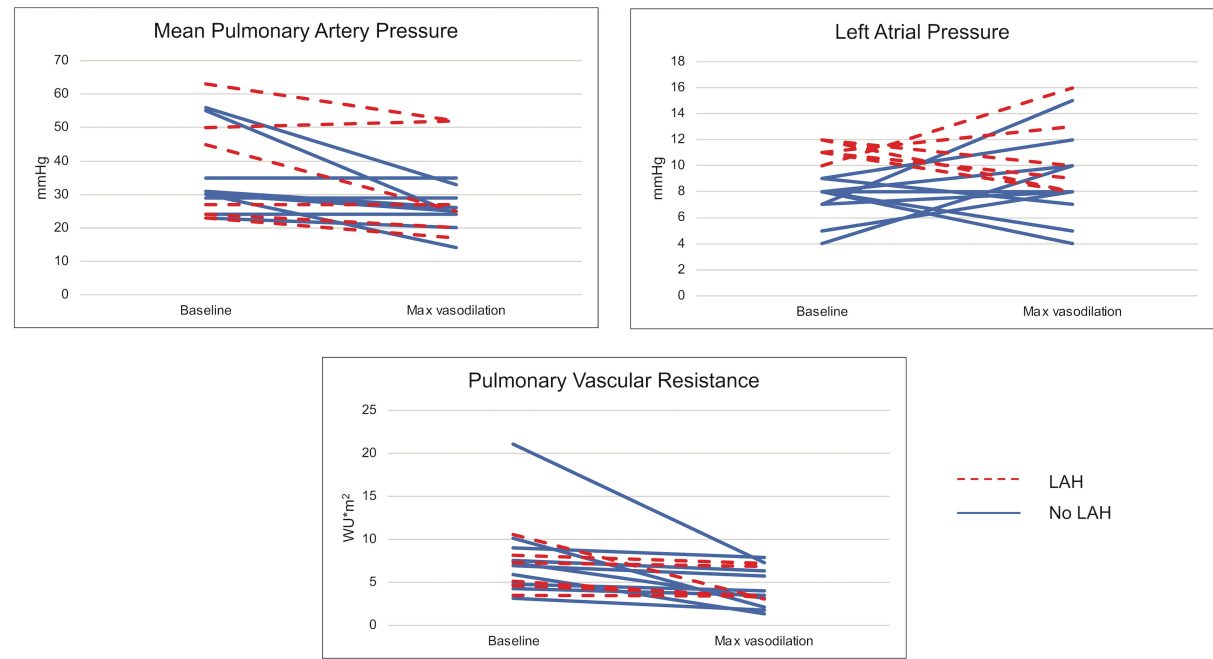 Mean Pulmonary Artery Pressure
70
60
50
40
30
20
10
0
mmHg
Baseline
Max vasodilation
Left Atrial Pressure
18
16
14
12
10
8
6
4
2
0
mmHg
Baseline
Max vasodilation
Pulmonary Vascular Resistance
25
20
15
10
5
0
WU*m²
Baseline
Max vasodilation
LAH
No LAH